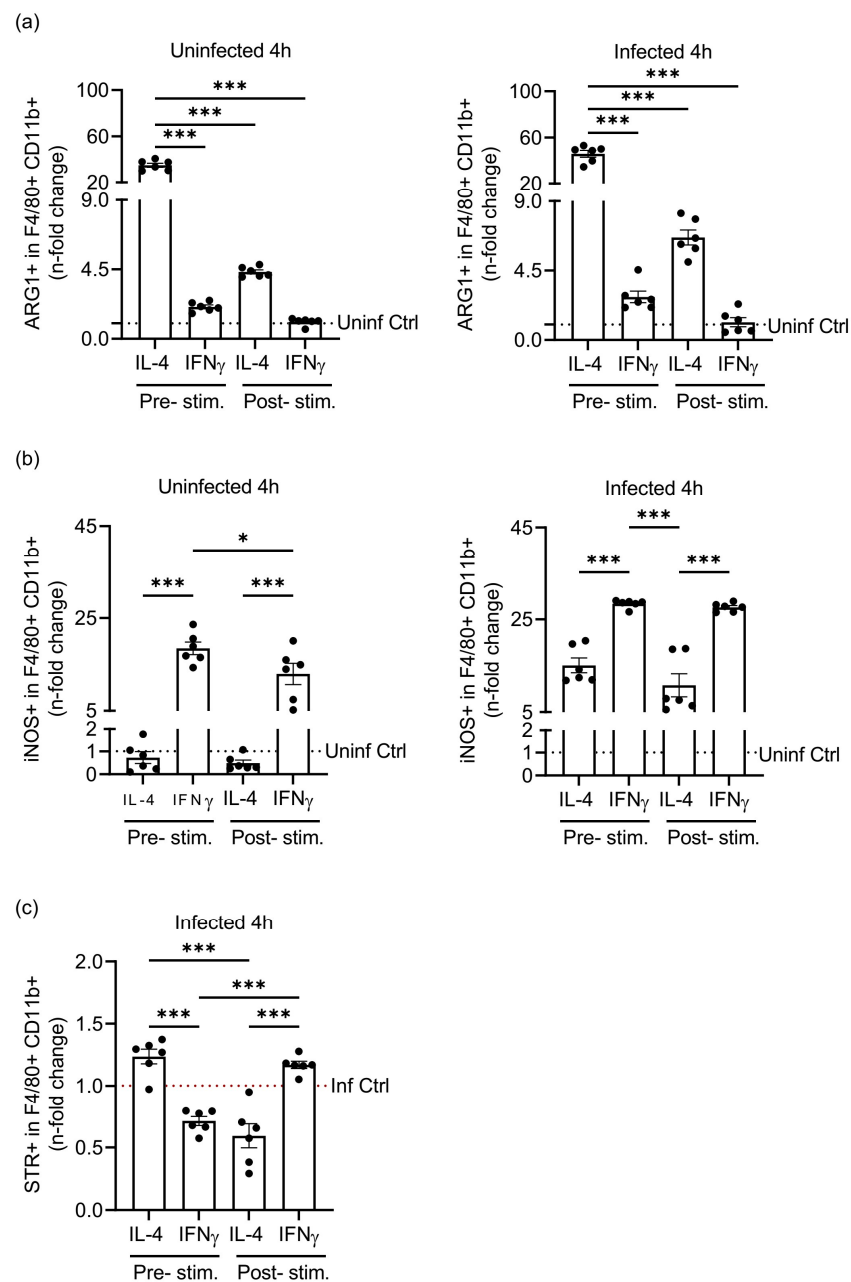 (a)
Uninfected 4h
ARG1+ in F4/80+ CD11b+
(n-fold change)
100
60
20
9.0
4.5
0.0
***
***
***
Uninf Ctrl
IL-4 IFNγ IL-4 IFNγ
Pre- stim. Post- stim.
Infected 4h
ARG1+ in F4/80+ CD11b+
(n-fold change)
100
60
20
9.0
4.5
0.0
***
***
***
Uninf Ctrl
IL-4 IFNγ IL-4 IFNγ
Pre- stim. Post- stim.
(b)
Uninfected 4h
iNOS+ in F4/80+ CD11b+
(n-fold change)
45
25
5
2
1
0
*
*** ***
Uninf Ctrl
IL-4 IFNγ IL-4 IFNγ
Pre- stim. Post- stim.
Infected 4h
iNOS+ in F4/80+ CD11b+
(n-fold change)
45
25
5
2
1
0
***
*** ***
Uninf Ctrl
IL-4 IFNγ IL-4 IFNγ
Pre- stim. Post- stim.
(c)
Infected 4h
STR+ in F4/80+ CD11b+
(n-fold change)
2.0
1.5
1.0
0.5
0.0
***
***
*** ***
Inf Ctrl
IL-4 IFNγ IL-4 IFNγ
Pre- stim. Post- stim.